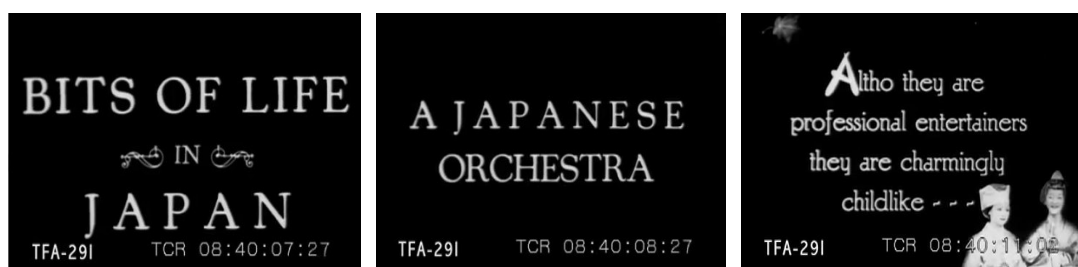 BITS OF LIFE
IN
JAPAN
TFA-29I
TCR 08:40:07:27
A JAPANESE
ORCHESTRA
TFA-29I
TCR 08:40:08:27
Altho they are
professional entertainers
they are charmingly
childlike - - -
TFA-29I
TCR 08:40:11:02